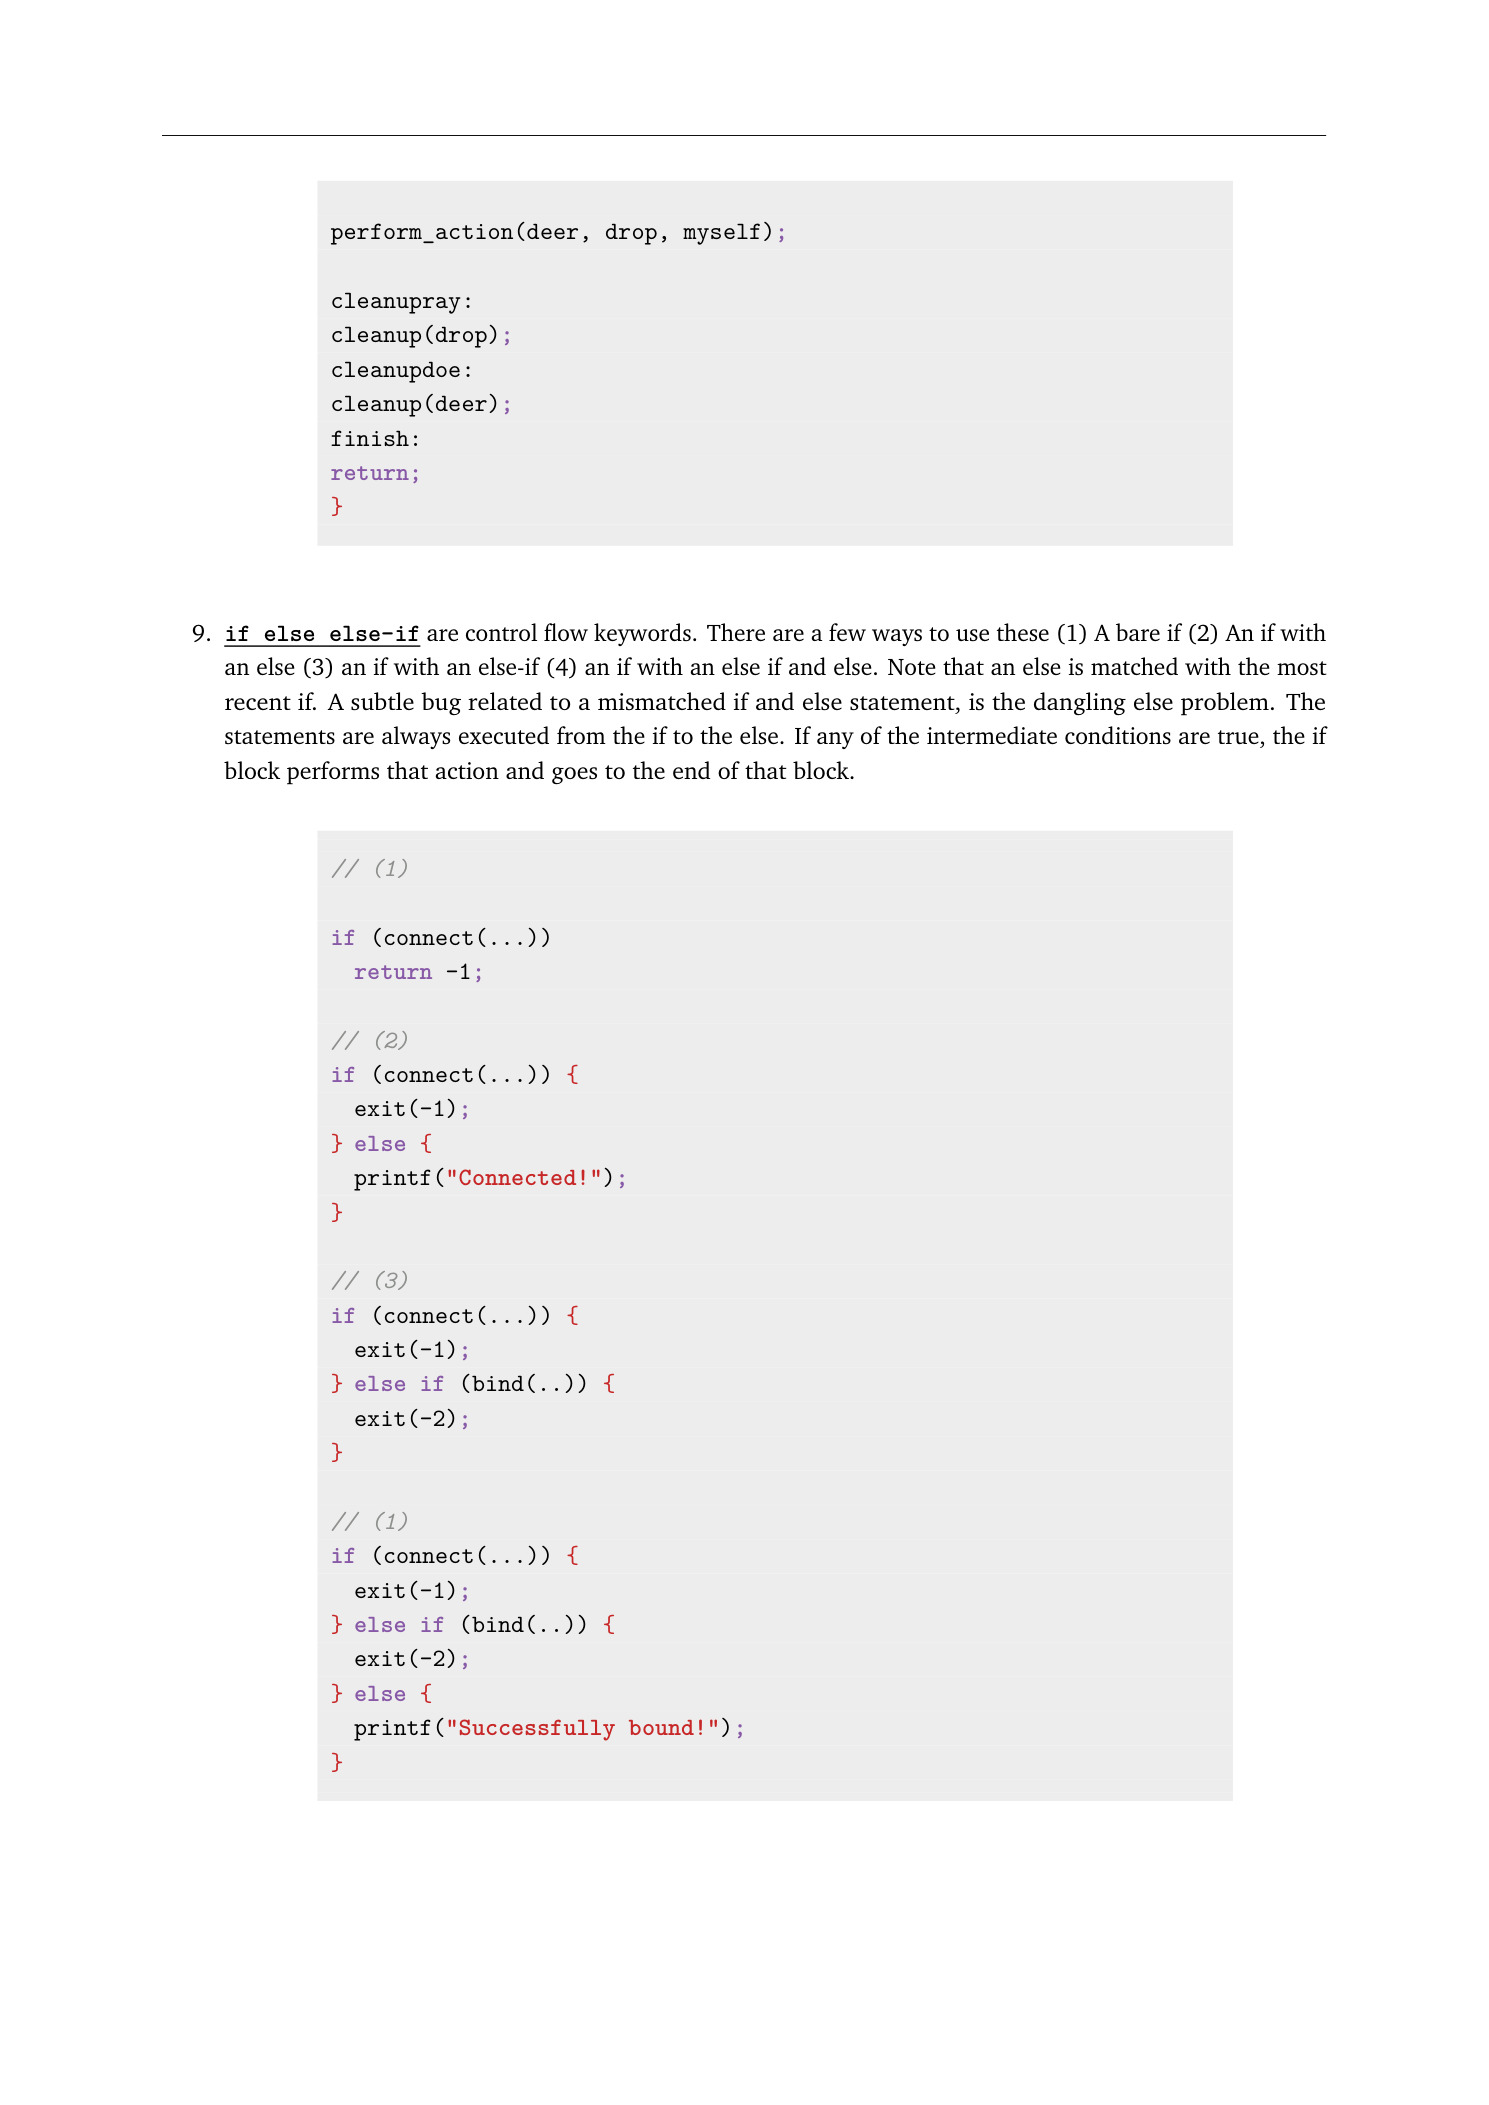 perform_action(deer, drop, myself);
cleanupray:
cleanup(drop);
cleanupdoe:
cleanup(deer);
finish:
return;
}
9. if else else-if are control flow keywords. There are a few ways to use these (1) A bare if (2) An if with
an else (3) an if with an else-if (4) an if with an else if and else. Note that an else is matched with the most
recent if. A subtle bug related to a mismatched if and else statement, is the dangling else problem. The
statements are always executed from the if to the else. If any of the intermediate conditions are true, the if
block performs that action and goes to the end of that block.
// (1)
if (connect(...))
  return -1;
// (2)
if (connect(...)) {
  exit(-1);
} else {
  printf("Connected!");
}
// (3)
if (connect(...)) {
  exit(-1);
} else if (bind(..)) {
  exit(-2);
}
// (1)
if (connect(...)) {
  exit(-1);
} else if (bind(..)) {
  exit(-2);
} else {
  printf("Successfully bound!");
}